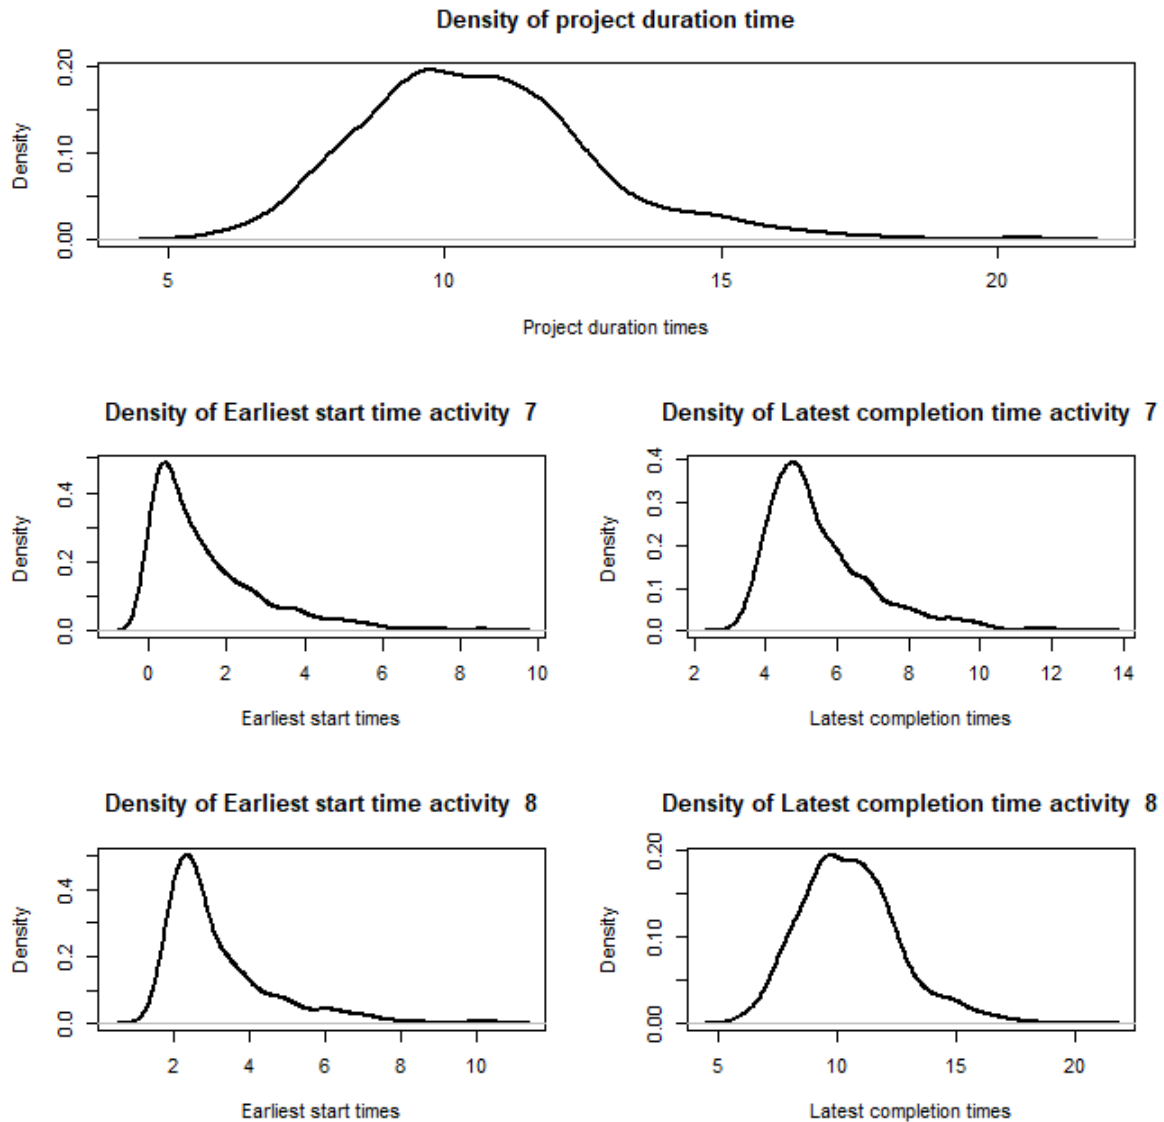 Density of project duration time
Density
0.00 0.10 0.20
5 10 15 20
Project duration times
Density of Earliest start time activity 7
Density
0.0 0.2 0.4
0 2 4 6 8 10
Earliest start times
Density of Latest completion time activity 7
Density
0.0 0.1 0.2 0.3 0.4
2 4 6 8 10 12 14
Latest completion times
Density of Earliest start time activity 8
Density
0.0 0.2 0.4
2 4 6 8 10
Earliest start times
Density of Latest completion time activity 8
Density
0.00 0.10 0.20
5 10 15 20
Latest completion times